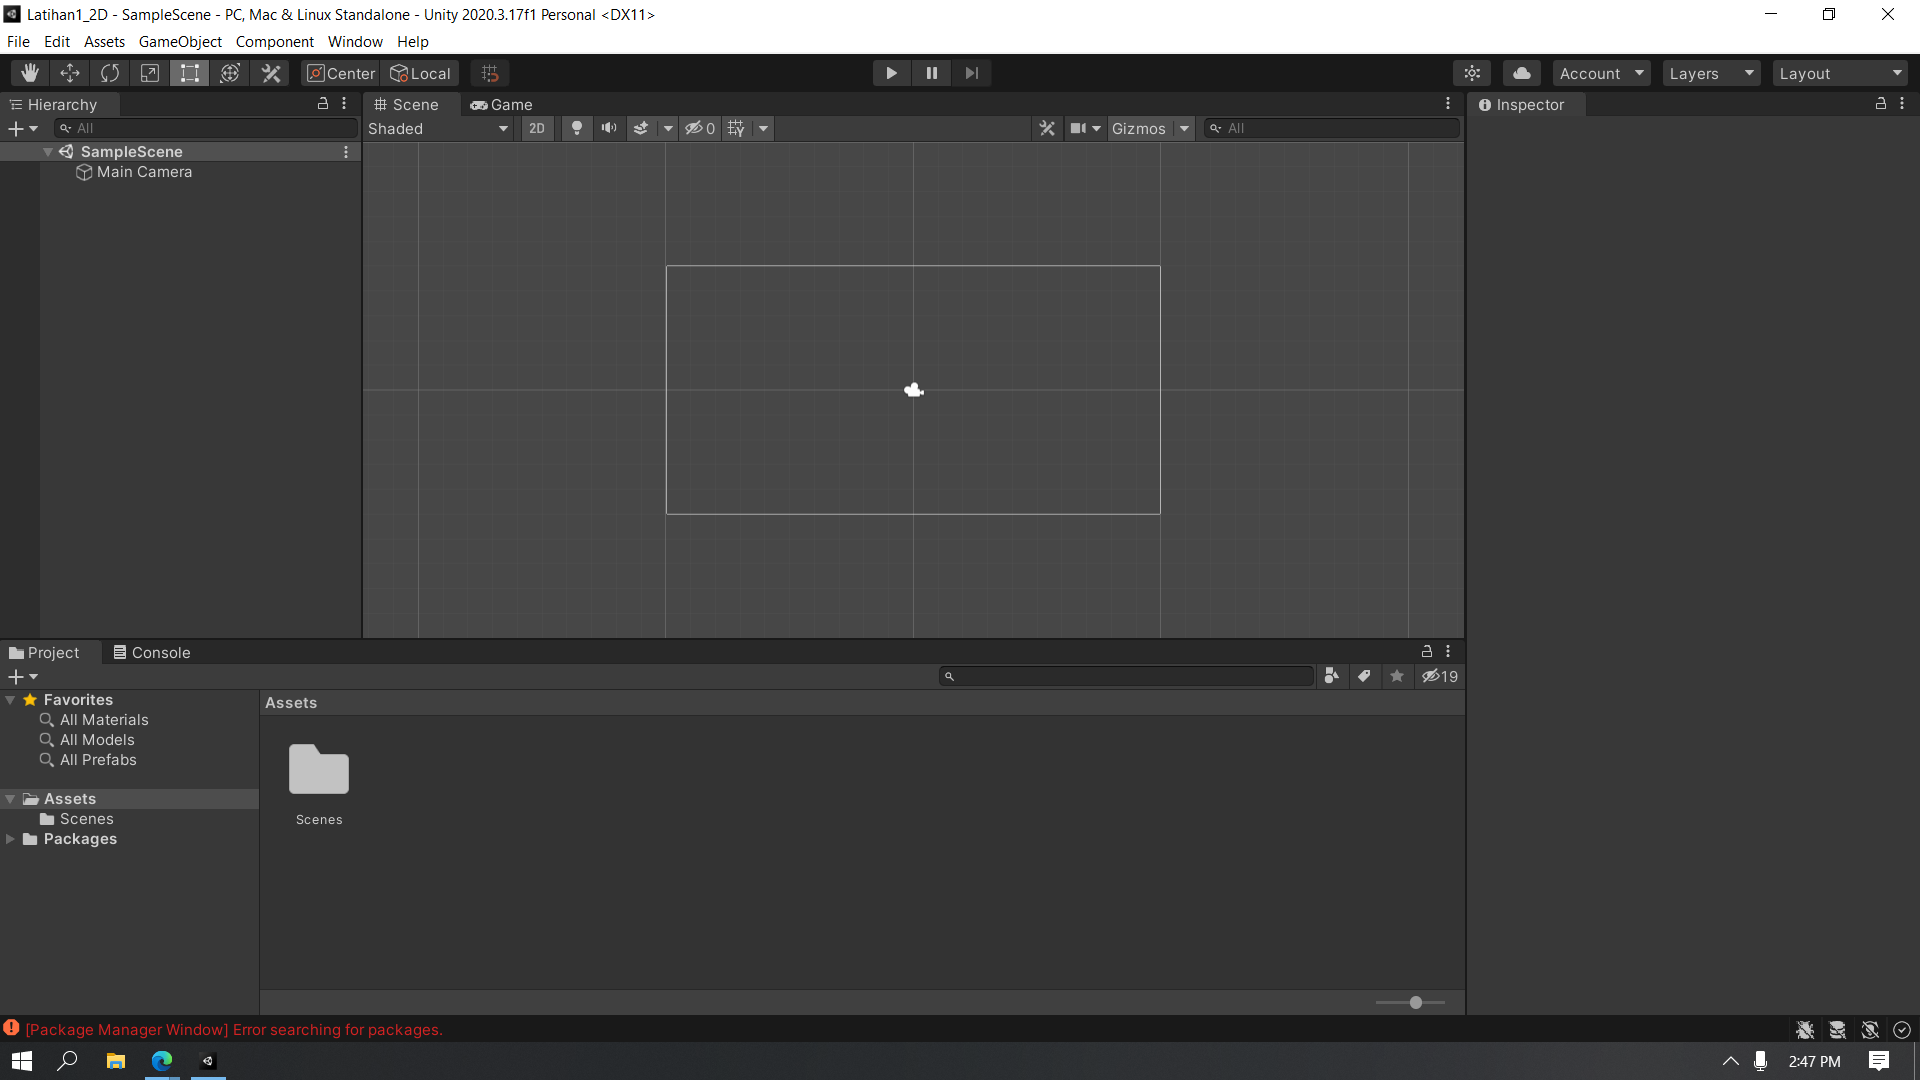 Latihan1_2D - SampleScene - PC, Mac & Linux Standalone - Unity 2020.3.17f1 Personal <DX11>
File Edit Assets GameObject Component Window Help
Center Local Account Layers Layout
Hierarchy
All
SampleScene
Main Camera
Scene Game
Shaded 2D 0 Gizmos All
Inspector
Project Console
19
Favorites
All Materials
All Models
All Prefabs
Assets
Scenes
Packages
Assets
Scenes
[Package Manager Window] Error searching for packages.
2:47 PM